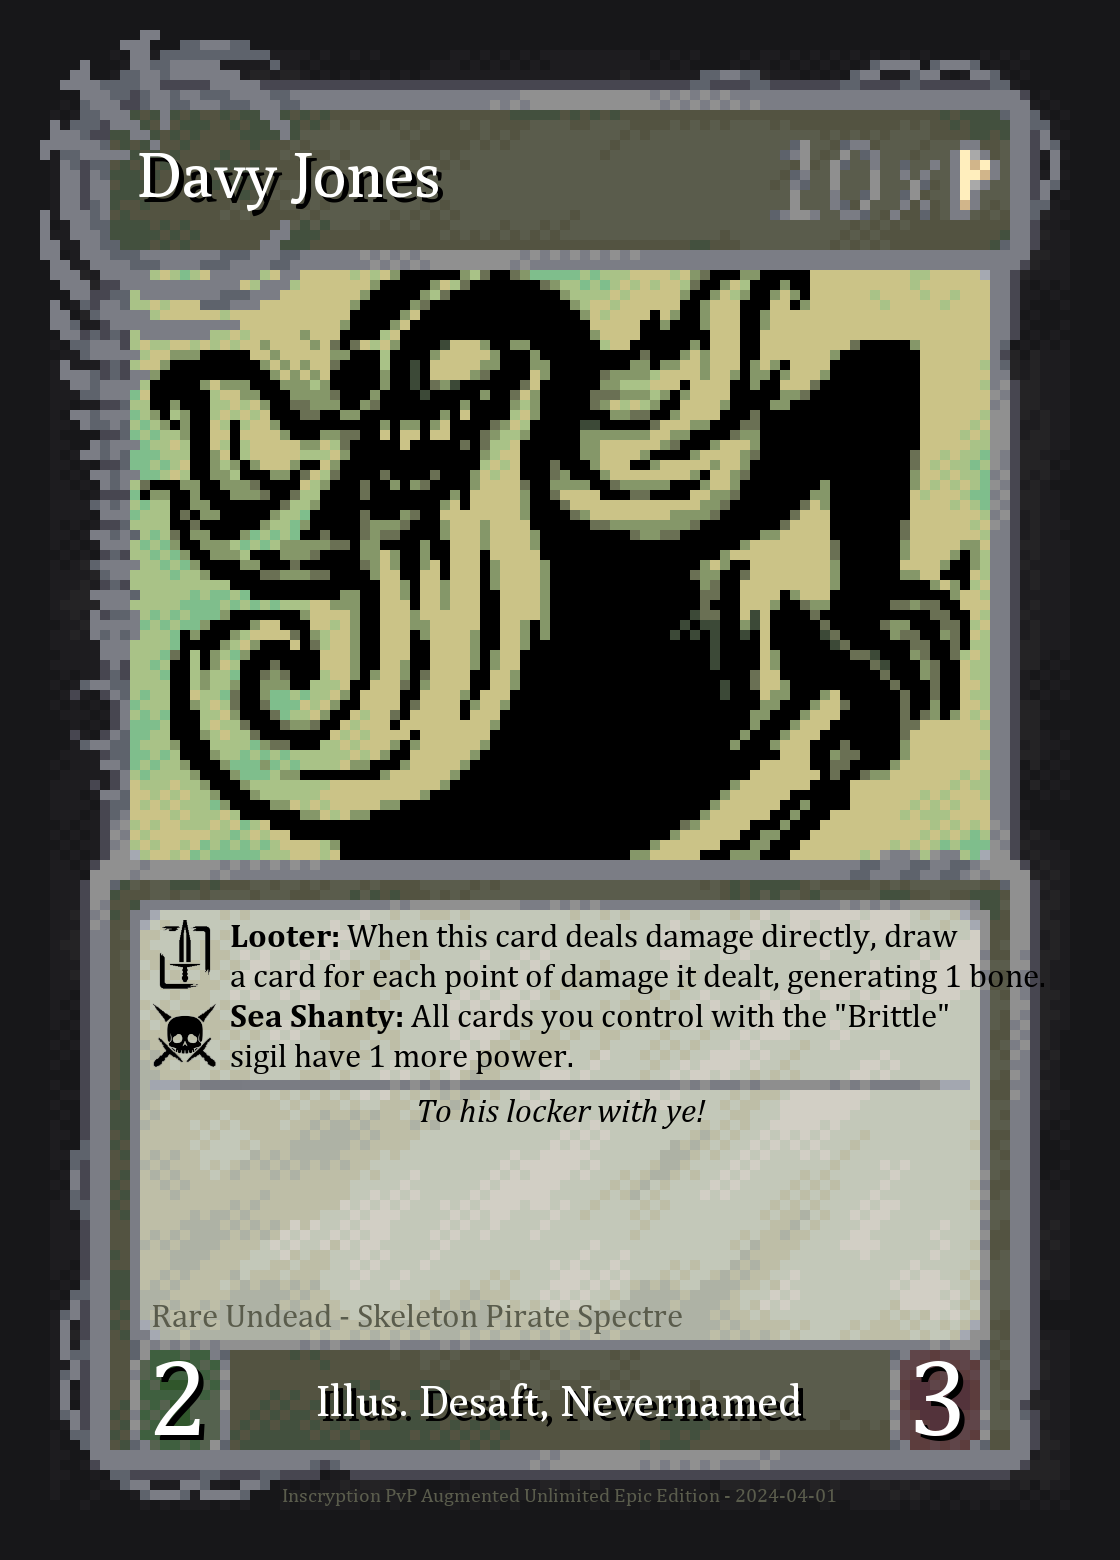 Davy Jones
10x
Looter: When this card deals damage directly, draw
a card for each point of damage it dealt, generating 1 bone.
Sea Shanty: All cards you control with the "Brittle"
sigil have 1 more power.
To his locker with ye!
Rare Undead - Skeleton Pirate Spectre
2
Illus. Desaft, Nevernamed
3
Inscryption PvP Augmented Unlimited Epic Edition - 2024-04-01